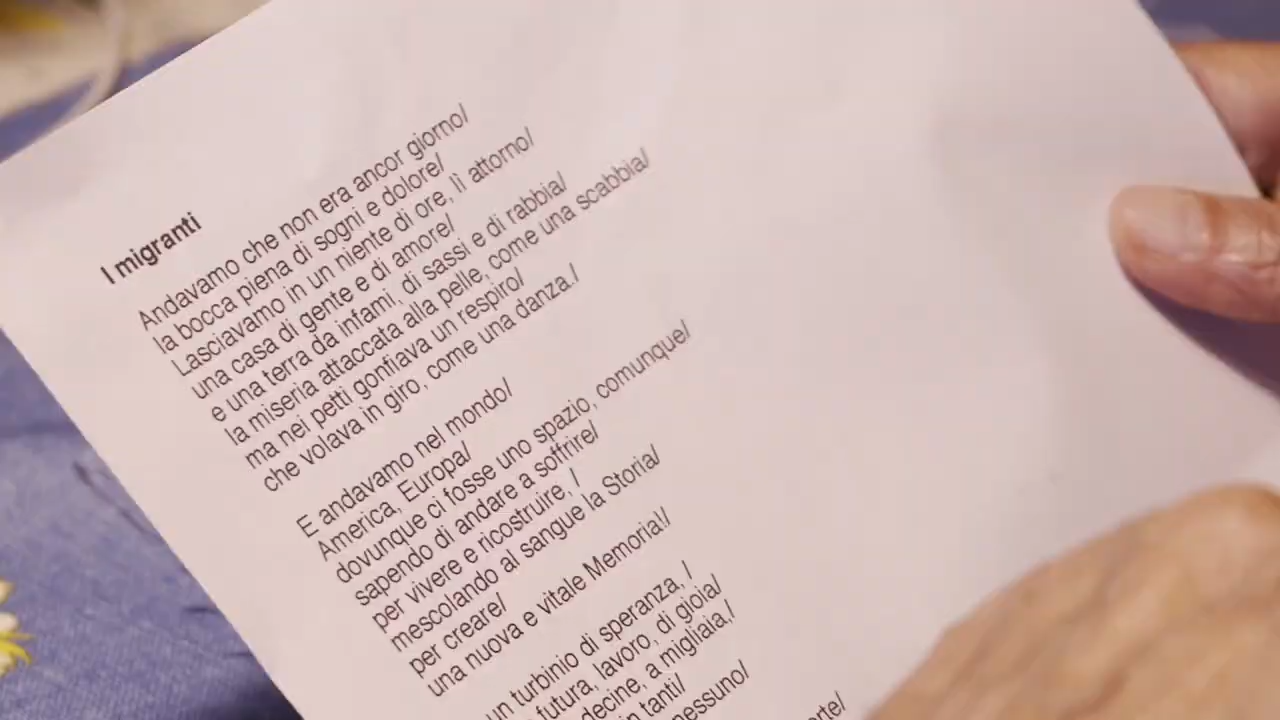 I migranti
Andavamo che non era ancor giorno/
la bocca piena di sogni e dolore/
Lasciavamo in un niente di ore, lì attorno/
una casa di gente e di amore/
e una terra da infami, di sassi e di rabbia/
la miseria attaccata alla pelle, come una scabbia/
ma nei petti gonfiava un respiro/
che volava in giro, come una danza./
E andavamo nel mondo/
America, Europa/
dovunque ci fosse uno spazio, comunque/
sapendo di andare a soffrire/
per vivere e ricostruire, /
mescolando al sangue la Storia/
per creare/
una nuova e vitale Memoria!/
un turbinio di speranza, /
futura, lavoro, di gioia/
decine, a migliaia,/
in tanti/
nessuno/